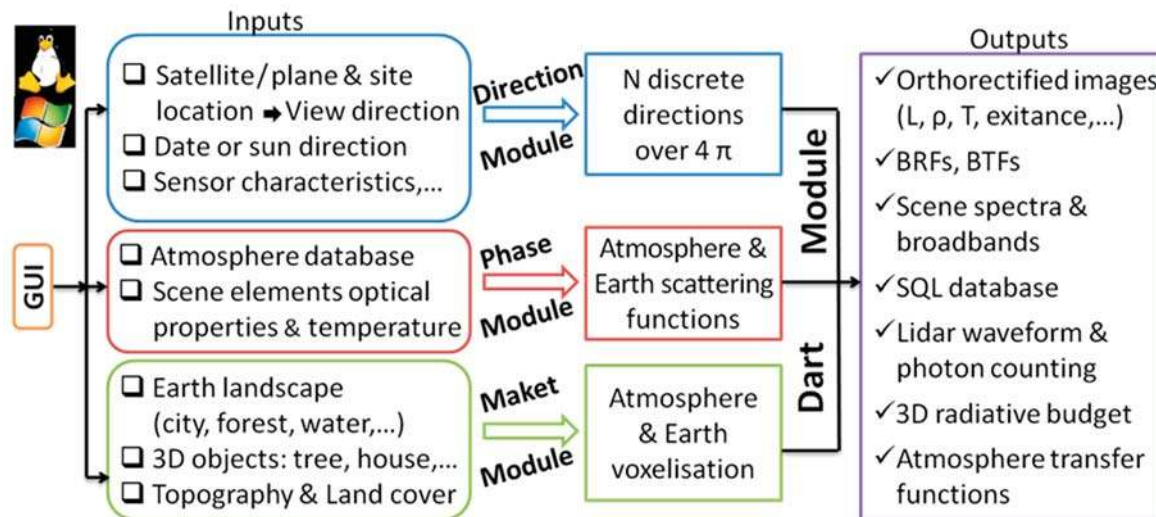 Inputs
Satellite/plane & site
location ➡ View direction
Date or sun direction
Sensor characteristics,...
Direction
Module
N discrete
directions
over 4 π
GUI
Atmosphere database
Scene elements optical
properties & temperature
Phase
Module
Atmosphere &
Earth scattering
functions
Earth landscape
(city, forest, water,...)
3D objects: tree, house,...
Topography & Land cover
Maket
Module
Atmosphere
& Earth
voxelisation
Dart Module
Outputs
Orthorectified images
(L, ρ, T, exitance,...)
BRFs, BTFs
Scene spectra &
broadbands
SQL database
Lidar waveform &
photon counting
3D radiative budget
Atmosphere transfer
functions